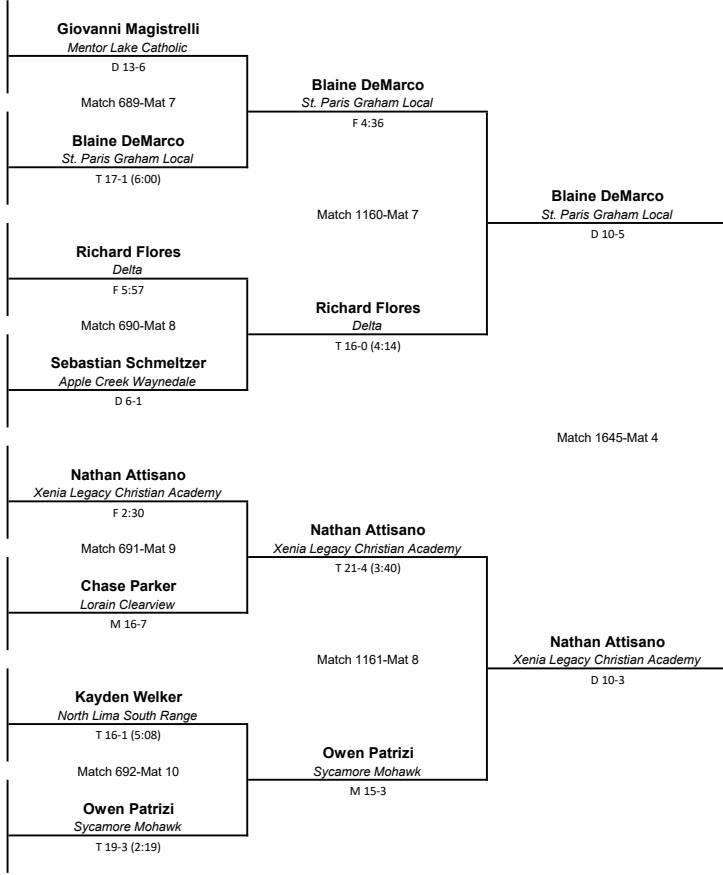 Giovanni Magistrelli
Mentor Lake Catholic
D 13-6
Match 689-Mat 7
Blaine DeMarco
St. Paris Graham Local
T 17-1 (6:00)
Blaine DeMarco
St. Paris Graham Local
F 4:36
Match 1160-Mat 7
Richard Flores
Delta
F 5:57
Match 690-Mat 8
Sebastian Schmeltzer
Apple Creek Waynedale
D 6-1
Richard Flores
Delta
T 16-0 (4:14)
Blaine DeMarco
St. Paris Graham Local
D 10-5
Match 1645-Mat 4
Nathan Attisano
Xenia Legacy Christian Academy
F 2:30
Match 691-Mat 9
Chase Parker
Lorain Clearview
M 16-7
Nathan Attisano
Xenia Legacy Christian Academy
T 21-4 (3:40)
Match 1161-Mat 8
Kayden Welker
North Lima South Range
T 16-1 (5:08)
Match 692-Mat 10
Owen Patrizi
Sycamore Mohawk
T 19-3 (2:19)
Owen Patrizi
Sycamore Mohawk
M 15-3
Nathan Attisano
Xenia Legacy Christian Academy
D 10-3